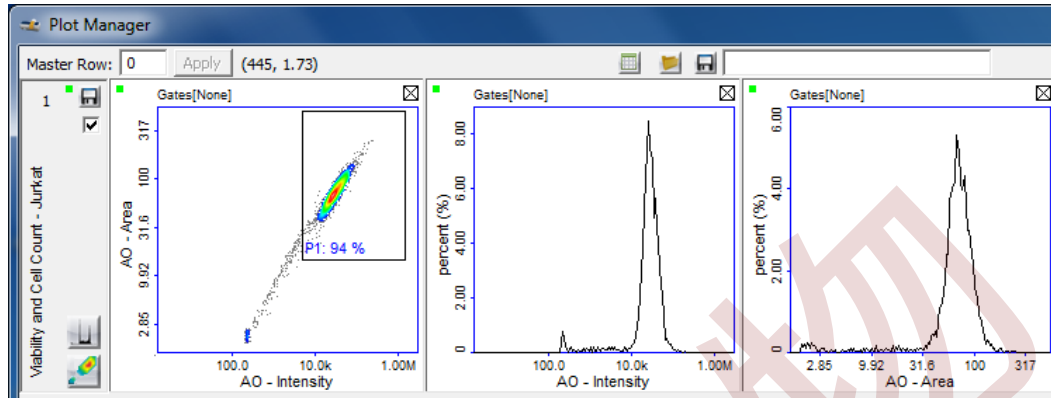 Plot Manager
Master Row: 0 Apply (445, 1.73)
1
Viability and Cell Count - Jurkat
Gates[None]
317
100
31.6
9.92
2.85
AO - Area
P1: 94 %
100.0 10.0k 1.00M
AO - Intensity
Gates[None]
8.00
6.00
4.00
2.00
0
percent (%)
100.0 10.0k 1.00M
AO - Intensity
Gates[None]
6.00
4.00
2.00
0
percent (%)
2.85 9.92 31.6 100 317
AO - Area
物